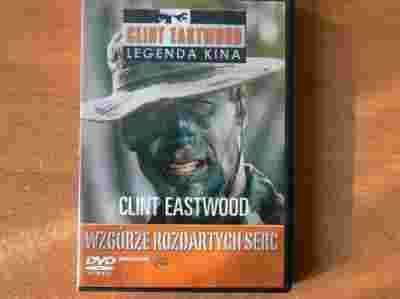 CLINT EASTWOOD
LEGENDA KINA
CLINT EASTWOOD
WZGÓRZE ROZDARTYCH SERC
DVD